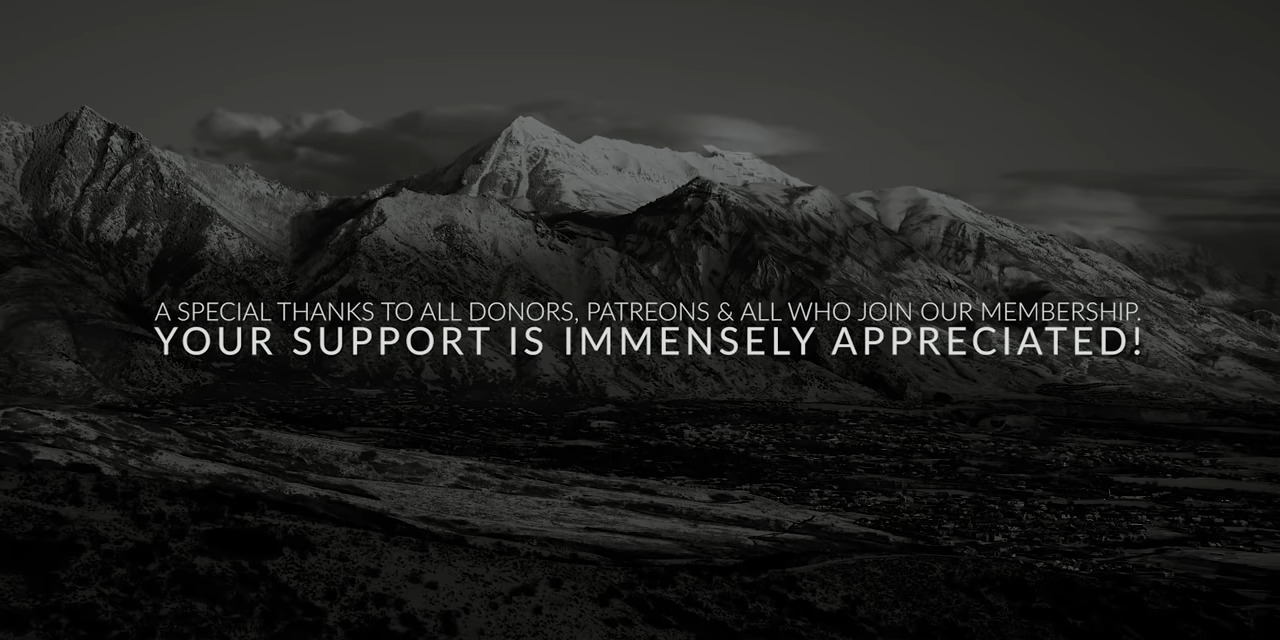 A SPECIAL THANKS TO ALL DONORS, PATREONS & ALL WHO JOIN OUR MEMBERSHIP.
YOUR SUPPORT IS IMMENSELY APPRECIATED!